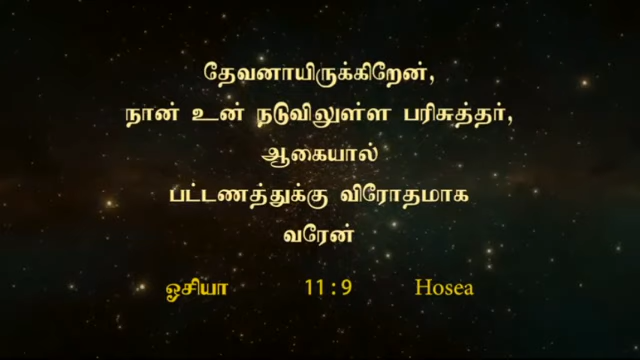 தேவனாயிருக்கிறேன்,
நான் உன் நடுவிலுள்ள பரிசுத்தர்,
ஆகையால்
பட்டணத்துக்கு விரோதமாக
வரேன்
ஓசியா 11 : 9 Hosea